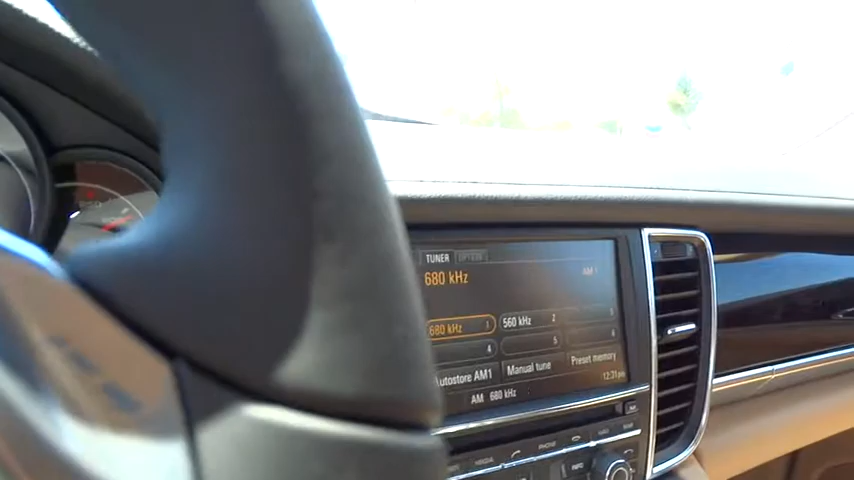 TUNER OPTION
680 kHz
AM 1
680 kHz 1 560 kHz 2 3
4 5 6
Autostore AM1 Manual tune Preset memory
AM 680 kHz 12:31
PHONE
INFO